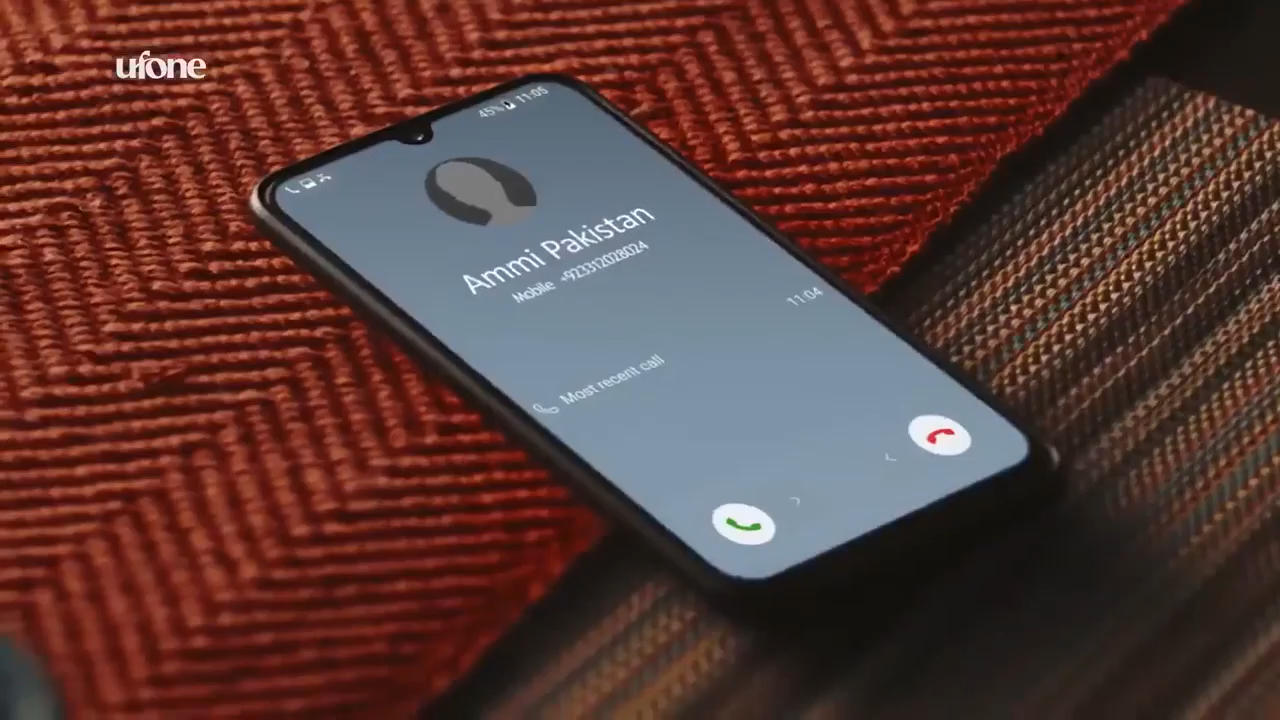 ufone
45% 11:05
Ammi Pakistan
Mobile +923312028024
11:04
Most recent call